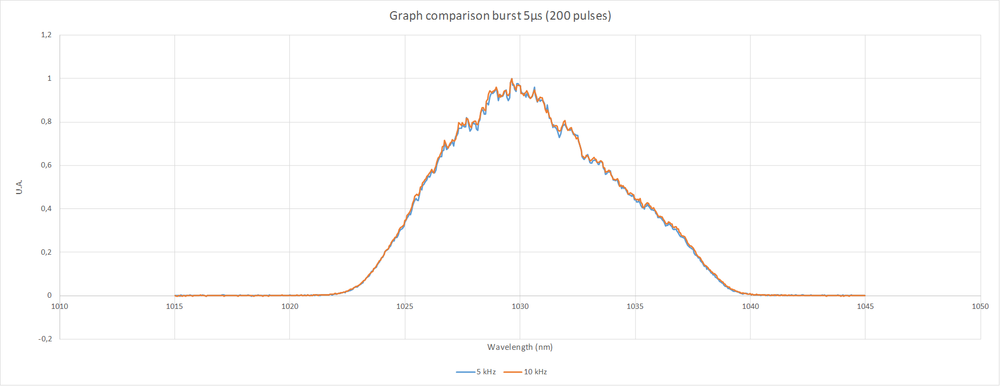 Graph comparison burst 5µs (200 pulses)
1,2
1
0,8
0,6
0,4
0,2
0
-0,2
U.A.
1010 1015 1020 1025 1030 1035 1040 1045 1050
Wavelength (nm)
5 kHz 10 kHz